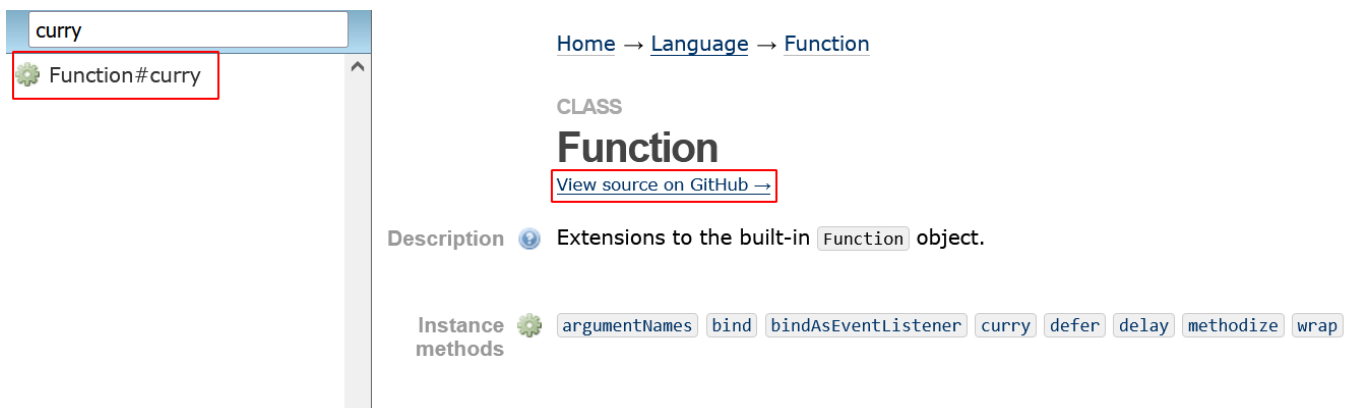 curry
Function#curry
Home → Language → Function
CLASS
Function
View source on GitHub →
Description Extensions to the built-in Function object.
Instance methods argumentNames bind bindAsEventListener curry defer delay methodize wrap